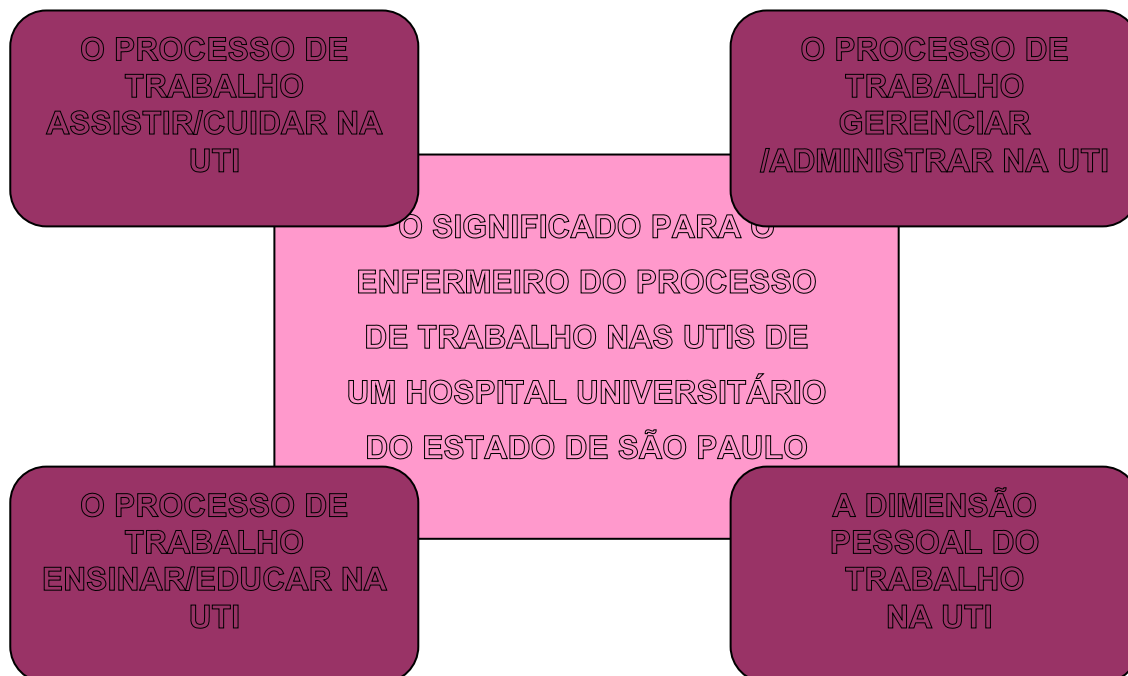 O PROCESSO DE
TRABALHO
ASSISTIR/CUIDAR NA
UTI
O PROCESSO DE
TRABALHO
GERENCIAR
/ADMINISTRAR NA UTI
O SIGNIFICADO PARA O
ENFERMEIRO DO PROCESSO
DE TRABALHO NAS UTIS DE
UM HOSPITAL UNIVERSITÁRIO
DO ESTADO DE SÃO PAULO
O PROCESSO DE
TRABALHO
ENSINAR/EDUCAR NA
UTI
A DIMENSÃO
PESSOAL DO
TRABALHO
NA UTI